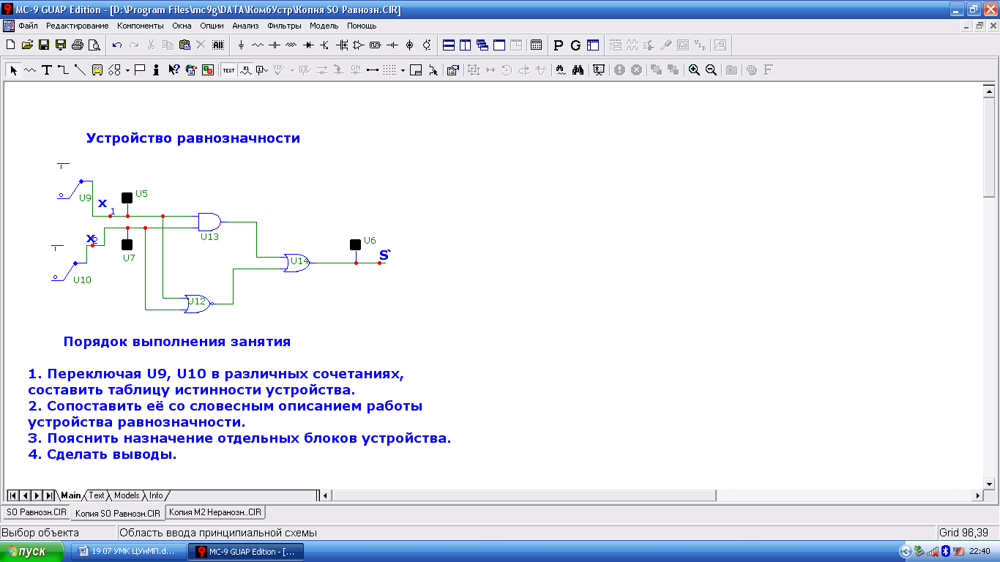 MC-9 GUAP Edition - [D:\Program Files\mc9g\DATA\КомбУстр\Копия SO Равнозн.CIR]
Файл Редактирование Компоненты Окна Опции Анализ Фильтры Модель Помощь
P G
TEXT R1
Устройство равнозначности
U9
X 1
U5
U13
X 2
U7
U10
U6
S`
U14
U12
Порядок выполнения занятия
1. Переключая U9, U10 в различных сочетаниях,
составить таблицу истинности устройства.
2. Сопоставить её со словесным описанием работы
устройства равнозначности.
3. Пояснить назначение отдельных блоков устройства.
4. Сделать выводы.
Main Text Models Info
SO Равнозн.CIR Копия SO Равнозн.CIR Копия M2 Неранозн..CIR
Выбор объекта Область ввода принципиальной схемы Grid 96,39
пуск 19 07 УМК ЦУиМП.d... MC-9 GUAP Edition - [... 22:40